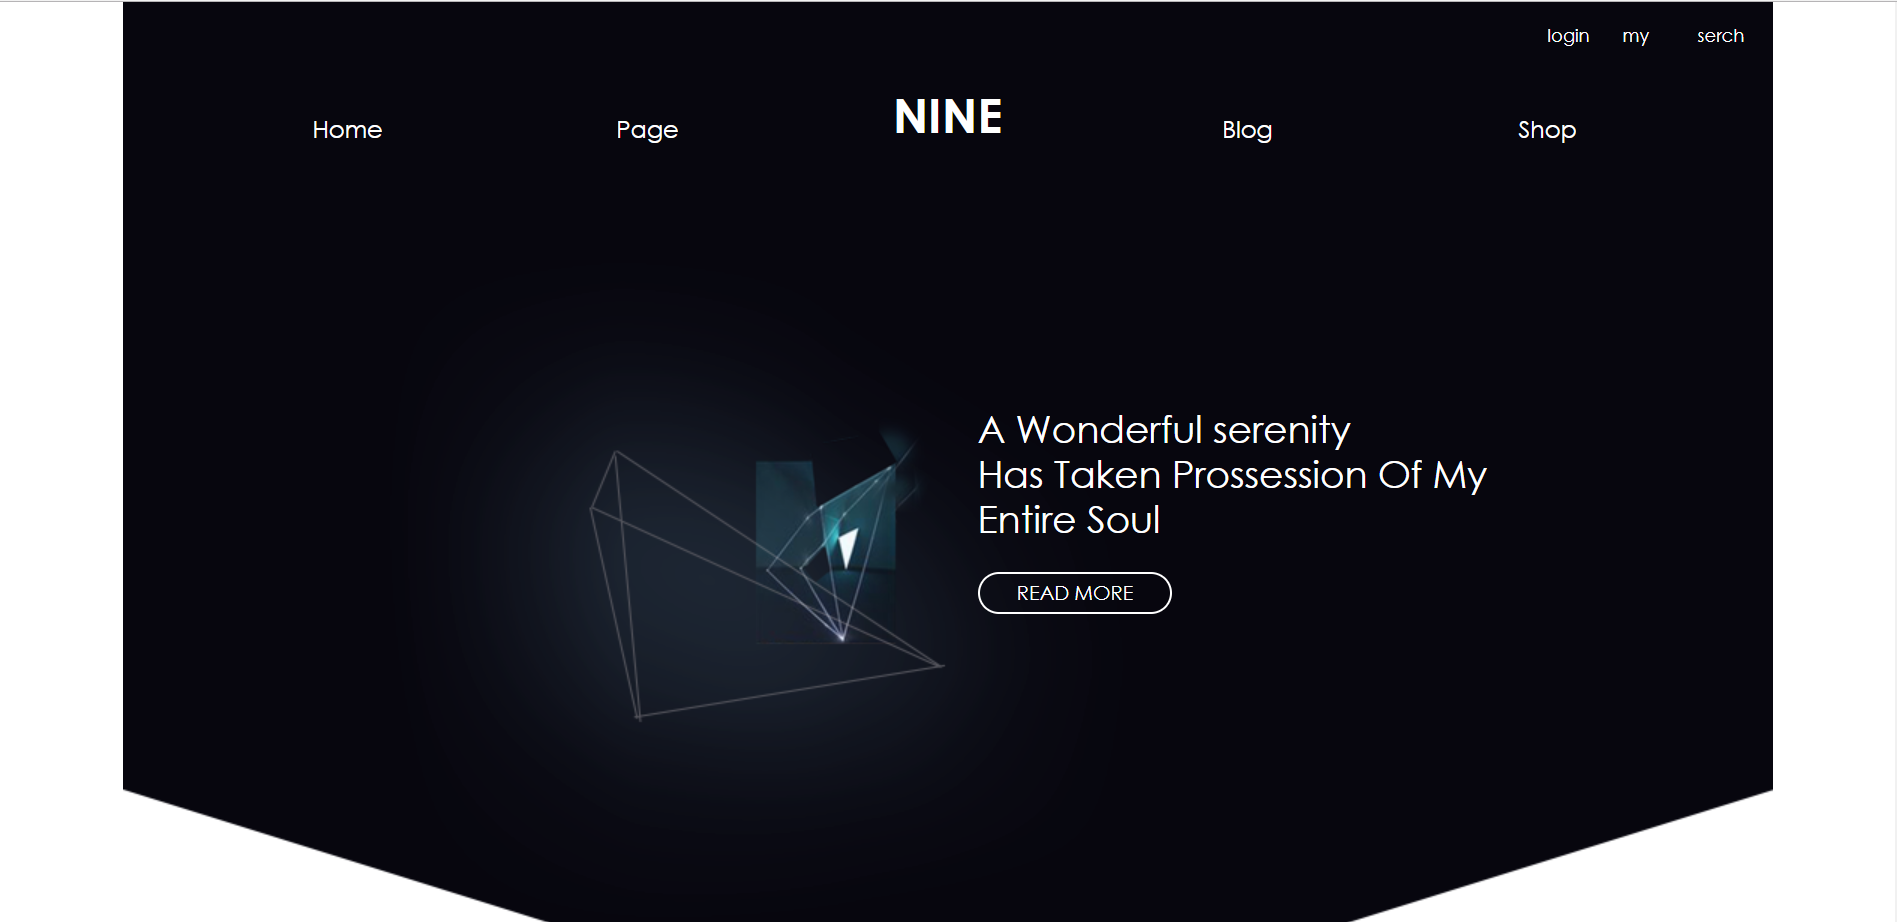 login my serch
Home Page NINE Blog Shop
A Wonderful serenity
Has Taken Prossession Of My
Entire Soul
READ MORE